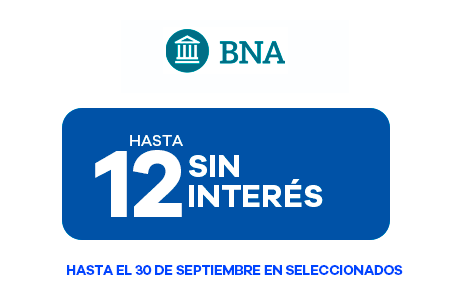 BNA
HASTA
12 SIN
INTERÉS
HASTA EL 30 DE SEPTIEMBRE EN SELECCIONADOS